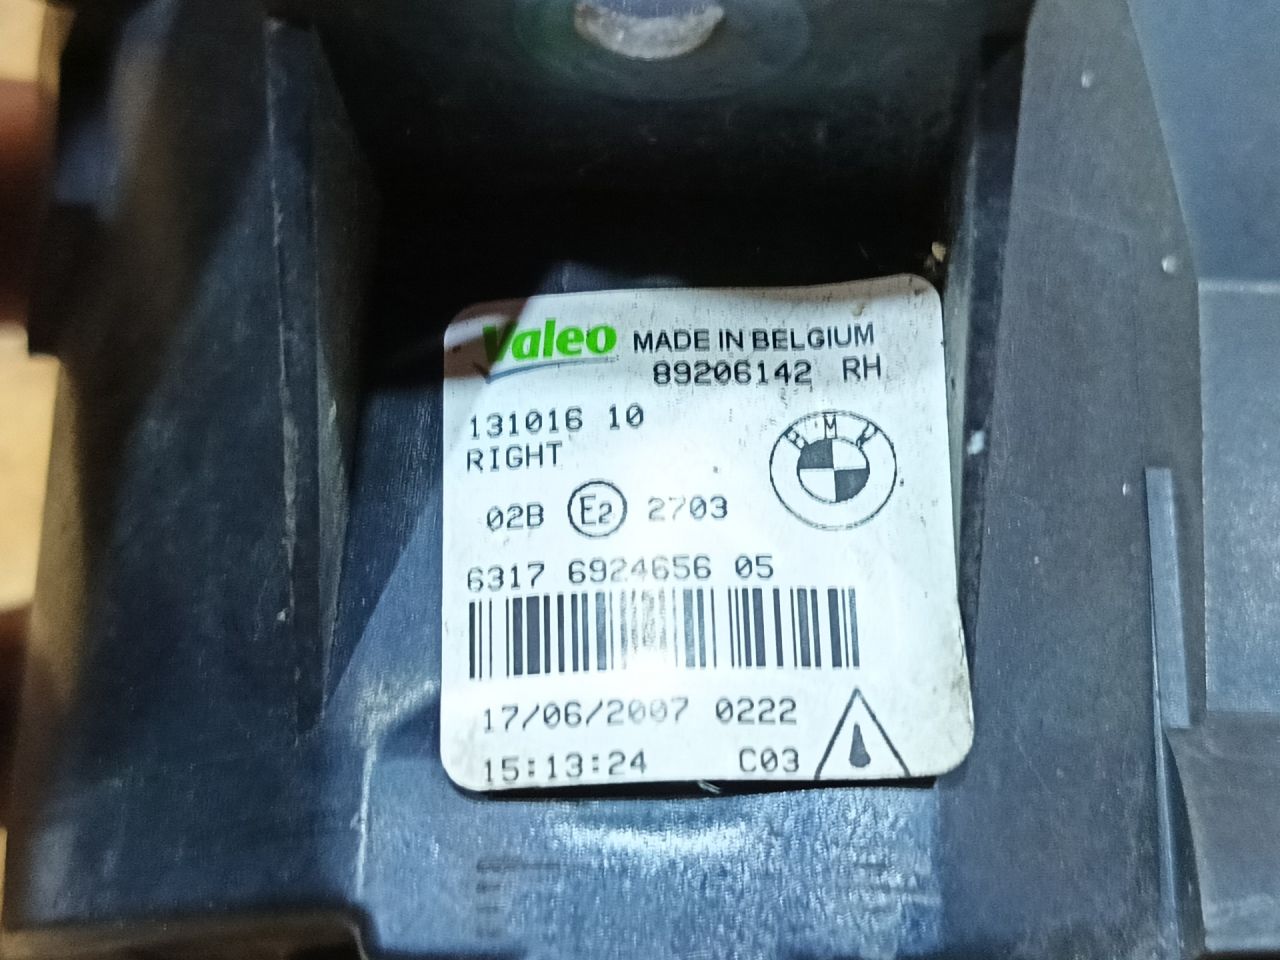 Valeo MADE IN BELGIUM
89206142 RH
131016 10
RIGHT
BMW
02B E2 2703
6317 6924656 05
17/06/2007 0222
15:13:24 C03